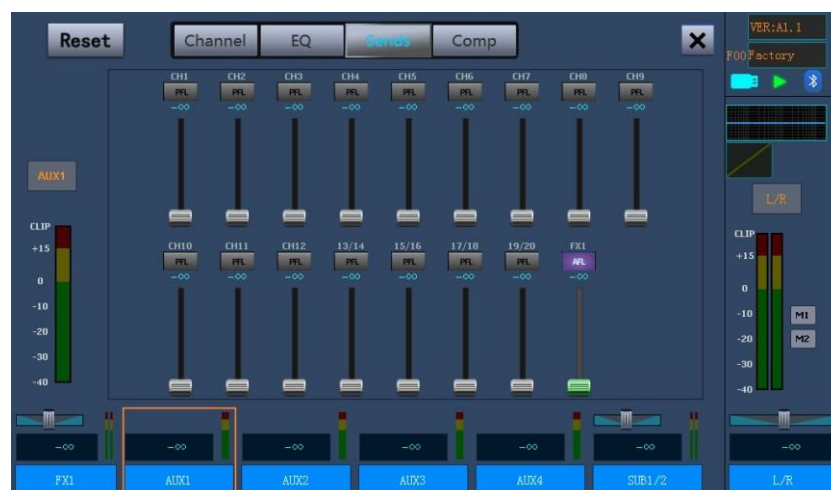 Reset Channel EQ Sends Comp X
VER:A1.1
F00 Factory
CH1 CH2 CH3 CH4 CH5 CH6 CH7 CH8 CH9
PFL PFL PFL PFL PFL PFL PFL PFL PFL
-∞ -∞ -∞ -∞ -∞ -∞ -∞ -∞ -∞
AUX1
L/R
CLIP
+15
0
-10
-20
-30
-40
CH10 CH11 CH12 13/14 15/16 17/18 19/20 FX1
PFL PFL PFL PFL PFL PFL PFL AFL
-∞ -∞ -∞ -∞ -∞ -∞ -∞ -∞
CLIP
+15
0
-10
-20
-30
-40
M1
M2
-∞ -∞ -∞ -∞ -∞ -∞ -∞
FX1 AUX1 AUX2 AUX3 AUX4 SUB1/2 L/R